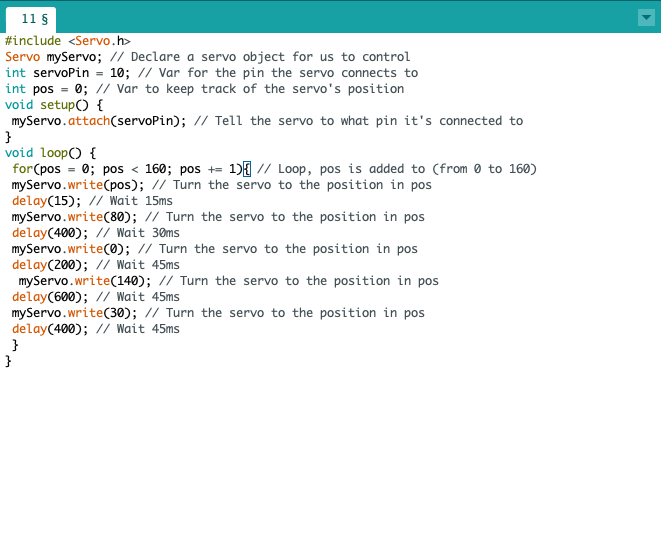 11 §
#include <Servo.h>
Servo myServo; // Declare a servo object for us to control
int servoPin = 10; // Var for the pin the servo connects to
int pos = 0; // Var to keep track of the servo's position
void setup() {
 myServo.attach(servoPin); // Tell the servo to what pin it's connected to
}
void loop() {
 for(pos = 0; pos < 160; pos += 1){ // Loop, pos is added to (from 0 to 160)
 myServo.write(pos); // Turn the servo to the position in pos
 delay(15); // Wait 15ms
 myServo.write(80); // Turn the servo to the position in pos
 delay(400); // Wait 30ms
 myServo.write(0); // Turn the servo to the position in pos
 delay(200); // Wait 45ms
  myServo.write(140); // Turn the servo to the position in pos
 delay(600); // Wait 45ms
 myServo.write(30); // Turn the servo to the position in pos
 delay(400); // Wait 45ms
 }
}